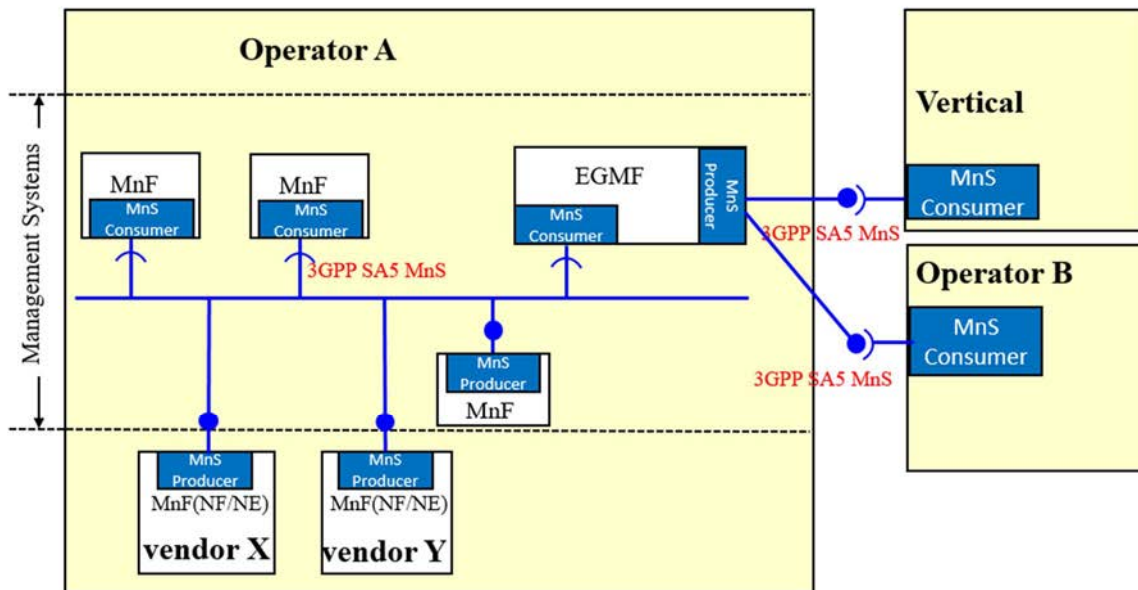 Operator A
Vertical
Management Systems
MnF
MnS
Consumer
MnF
MnS
Consumer
EGMF
MnS
Consumer
MnS
Producer
MnS
Consumer
3GPP SA5 MnS
3GPP SA5 MnS
Operator B
MnS
Consumer
3GPP SA5 MnS
MnS
Producer
MnF
MnS
Producer
MnF(NF/NE)
vendor X
MnS
Producer
MnF(NF/NE)
vendor Y